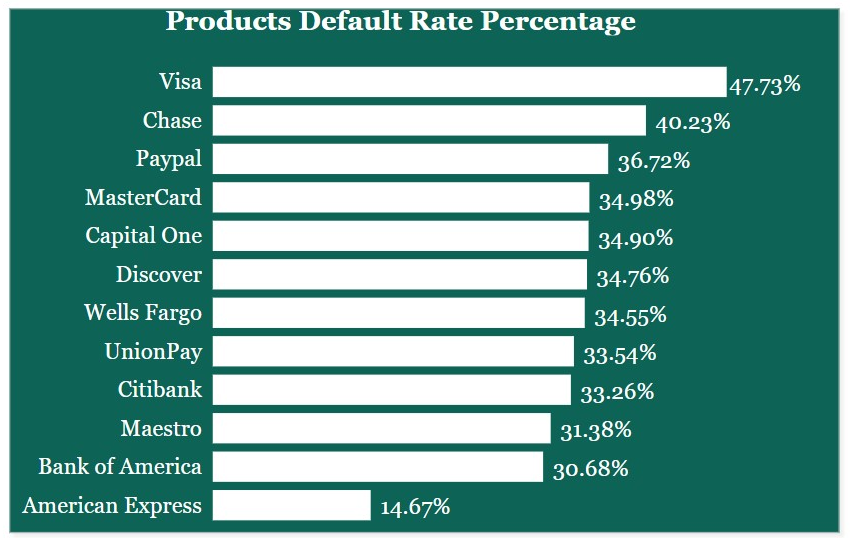 Products Default Rate Percentage
Visa 47.73%
Chase 40.23%
Paypal 36.72%
MasterCard 34.98%
Capital One 34.90%
Discover 34.76%
Wells Fargo 34.55%
UnionPay 33.54%
Citibank 33.26%
Maestro 31.38%
Bank of America 30.68%
American Express 14.67%